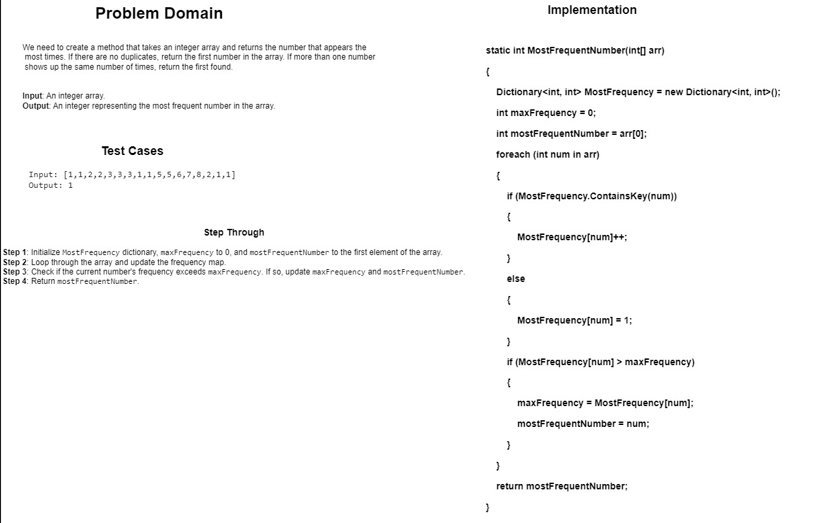 Problem Domain
We need to create a method that takes an integer array and returns the number that appears the
most times. If there are no duplicates, return the first number in the array. If more than one number
shows up the same number of times, return the first found.
Input: An integer array.
Output: An integer representing the most frequent number in the array.
Test Cases
Input: [1,1,2,2,3,3,3,1,1,5,5,6,7,8,2,1,1]
Output: 1
Step Through
Step 1: Initialize MostFrequency dictionary, maxFrequency to 0, and mostFrequentNumber to the first element of the array.
Step 2: Loop through the array and update the frequency map.
Step 3: Check if the current number's frequency exceeds maxFrequency. If so, update maxFrequency and mostFrequentNumber.
Step 4: Return mostFrequentNumber.
Implementation
static int MostFrequentNumber(int[] arr)
{
Dictionary<int, int> MostFrequency = new Dictionary<int, int>();
int maxFrequency = 0;
int mostFrequentNumber = arr[0];
foreach (int num in arr)
{
if (MostFrequency.ContainsKey(num))
{
MostFrequency[num]++;
}
else
{
MostFrequency[num] = 1;
}
if (MostFrequency[num] > maxFrequency)
{
maxFrequency = MostFrequency[num];
mostFrequentNumber = num;
}
}
return mostFrequentNumber;
}